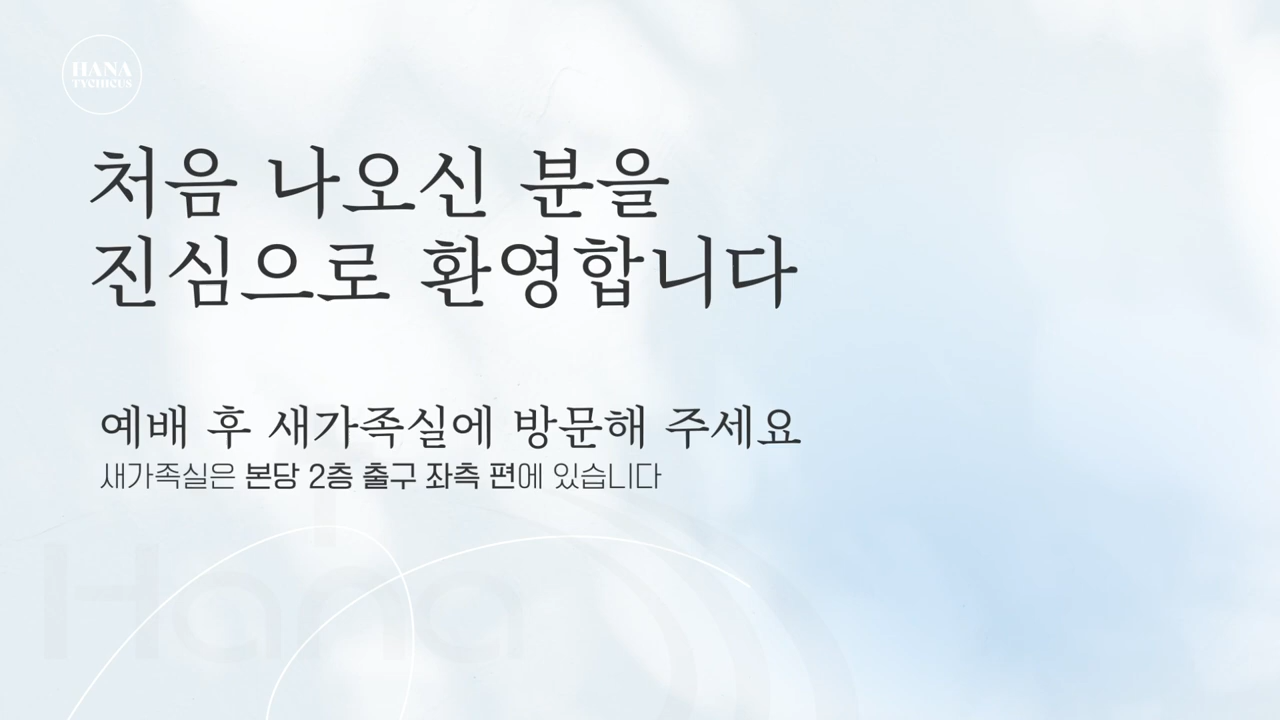 HANA
TYCHICUS
처음 나오신 분을
진심으로 환영합니다
예배 후 새가족실에 방문해 주세요
새가족실은 본당 2층 출구 좌측 편에 있습니다
Hana